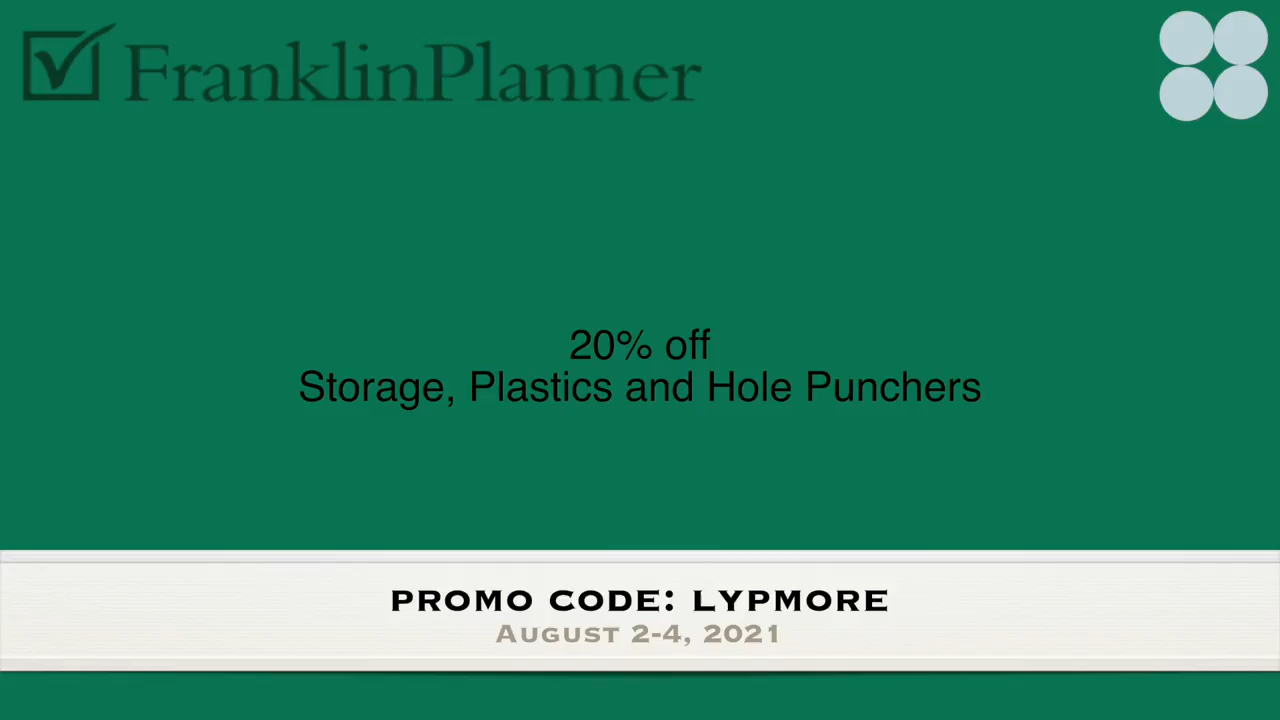 FranklinPlanner
20% off
Storage, Plastics and Hole Punchers
PROMO CODE: LYPMORE
AUGUST 2-4, 2021